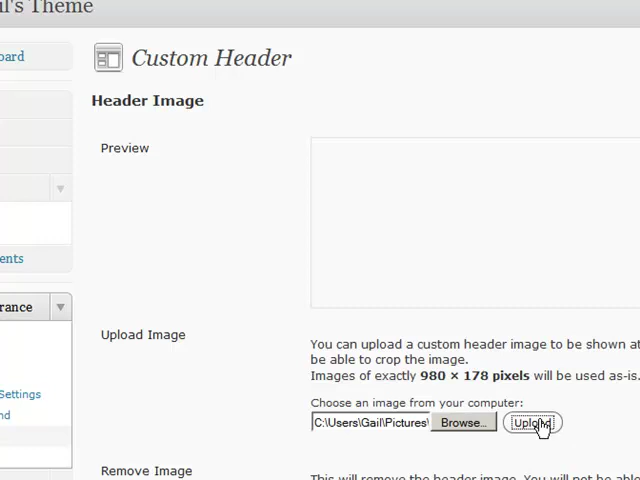 il's Theme
oard
Custom Header
Header Image
Preview
ents
rance
Upload Image
You can upload a custom header image to be shown at
be able to crop the image.
Images of exactly 980 × 178 pixels will be used as-is.
Settings
Choose an image from your computer:
nd
C:\Users\Gail\Pictures\
Browse...
Upload
Remove Image
This will remove the header image. You will not be able